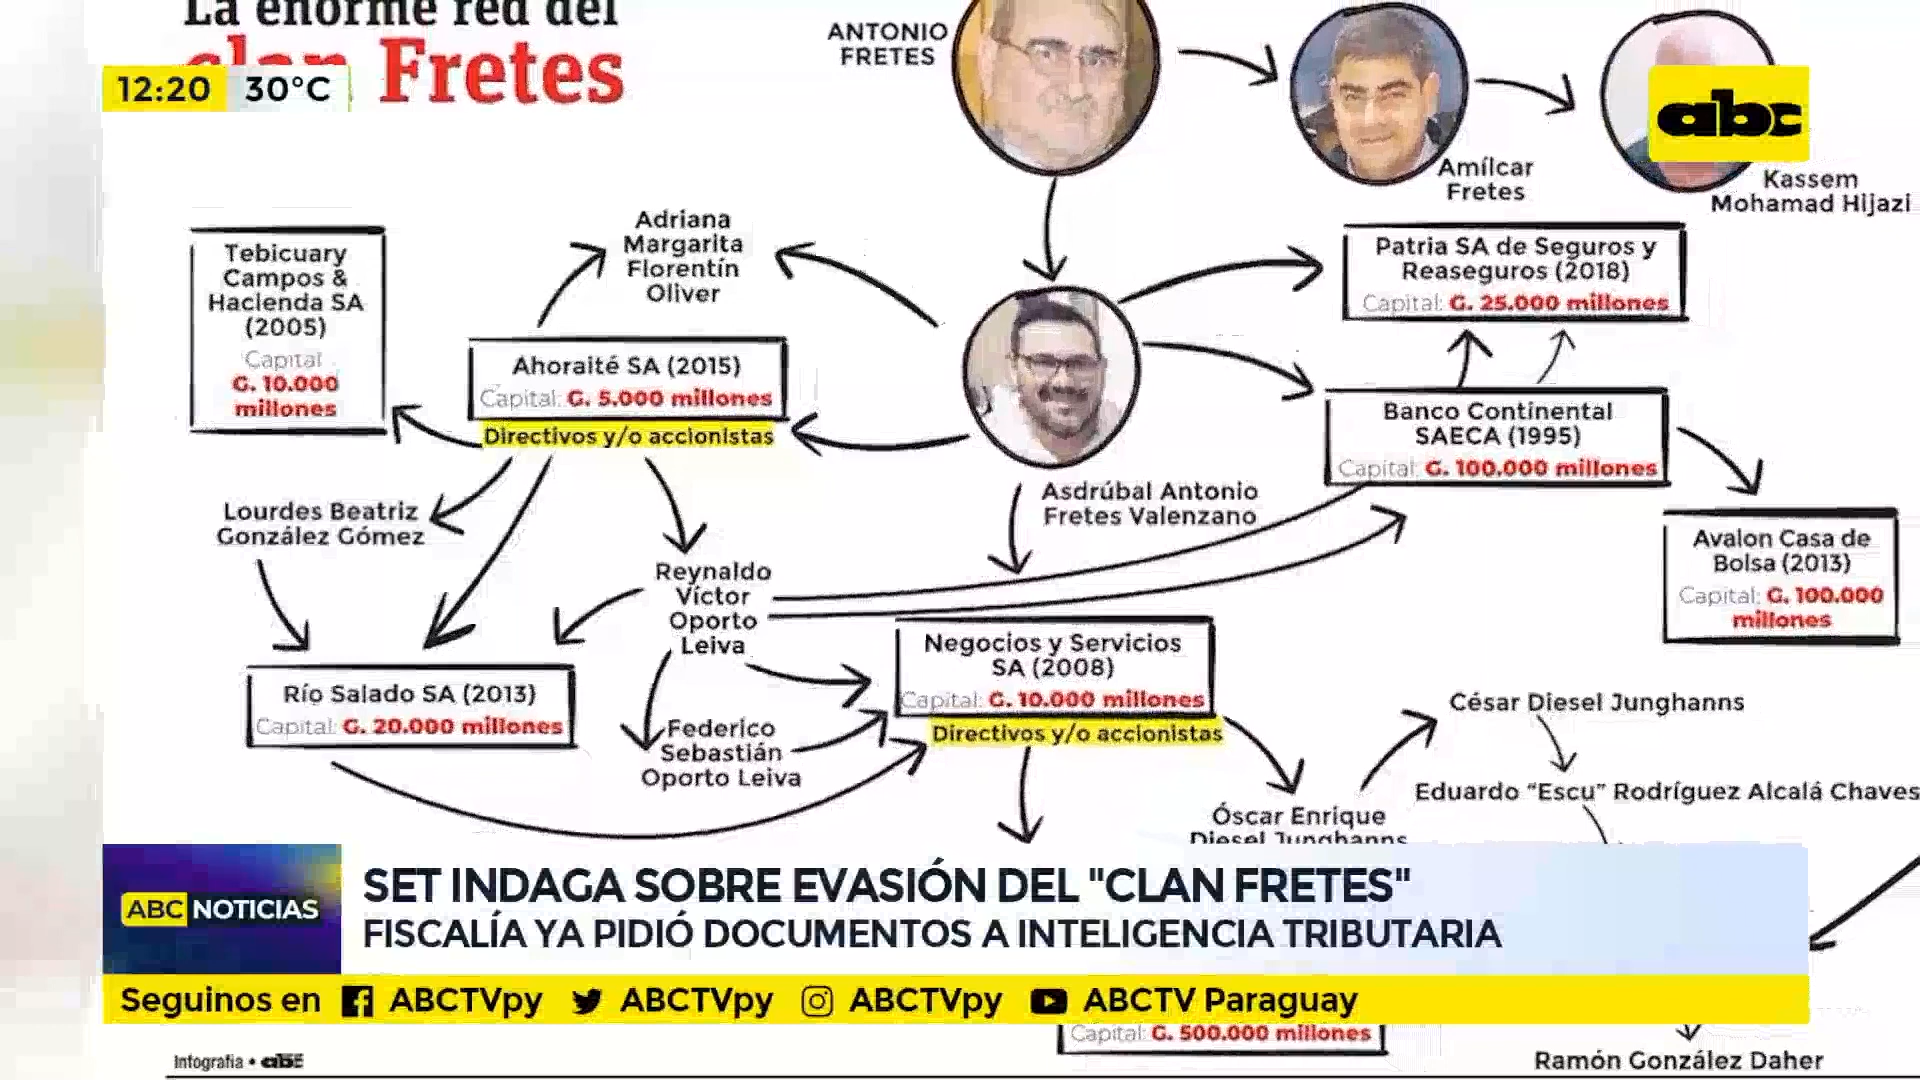 La enorme red del
clan Fretes
12:20 30°C
ANTONIO
FRETES
abc
Amílcar
Fretes
Kassem
Mohamad Hijazi
Tebicuary
Campos &
Hacienda SA
(2005)
Capital
G. 10.000
millones
Adriana
Margarita
Florentín
Oliver
Patria SA de Seguros y
Reaseguros (2018)
Capital: G. 25.000 millones
Ahoraité SA (2015)
Capital: G. 5.000 millones
Directivos y/o accionistas
Banco Continental
SAECA (1995)
Capital: G. 100.000 millones
Asdrúbal Antonio
Fretes Valenzano
Lourdes Beatriz
González Gómez
Avalon Casa de
Bolsa (2013)
Capital: G. 100.000
millones
Reynaldo
Víctor
Oporto
Leiva
Negocios y Servicios
SA (2008)
Capital: G. 10.000 millones
Directivos y/o accionistas
Río Salado SA (2013)
Capital: G. 20.000 millones
Federico
Sebastián
Oporto Leiva
César Diesel Junghanns
Eduardo “Escu” Rodríguez Alcalá Chaves
Óscar Enrique
Diesel Junghanns
ABC NOTICIAS
SET INDAGA SOBRE EVASIÓN DEL "CLAN FRETES"
FISCALÍA YA PIDIÓ DOCUMENTOS A INTELIGENCIA TRIBUTARIA
Seguinos en ABCTVpy ABCTVpy ABCTVpy ABCTV Paraguay
Capital: G. 500.000 millones
Ramón González Daher
Infografía • abc